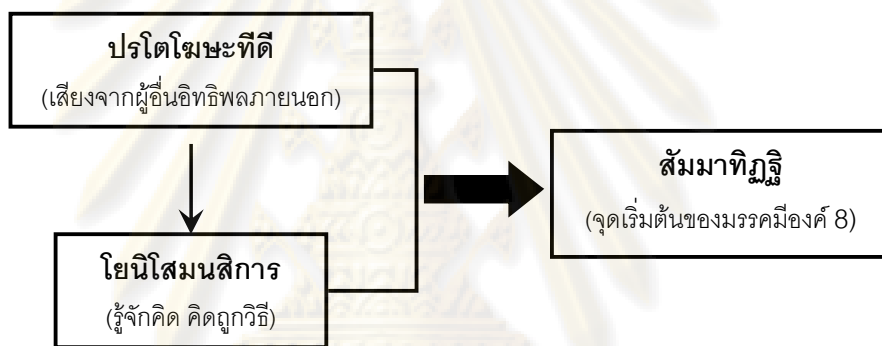 ปรโตโฆษะที่ดี
(เสียงจากผู้อื่นอิทธิพลภายนอก)
สัมมาทิฏฐิ
(จุดเริ่มต้นของมรรคมีองค์ 8)
โยนิโสมนสิการ
(รู้จักคิด คิดถูกวิธี)